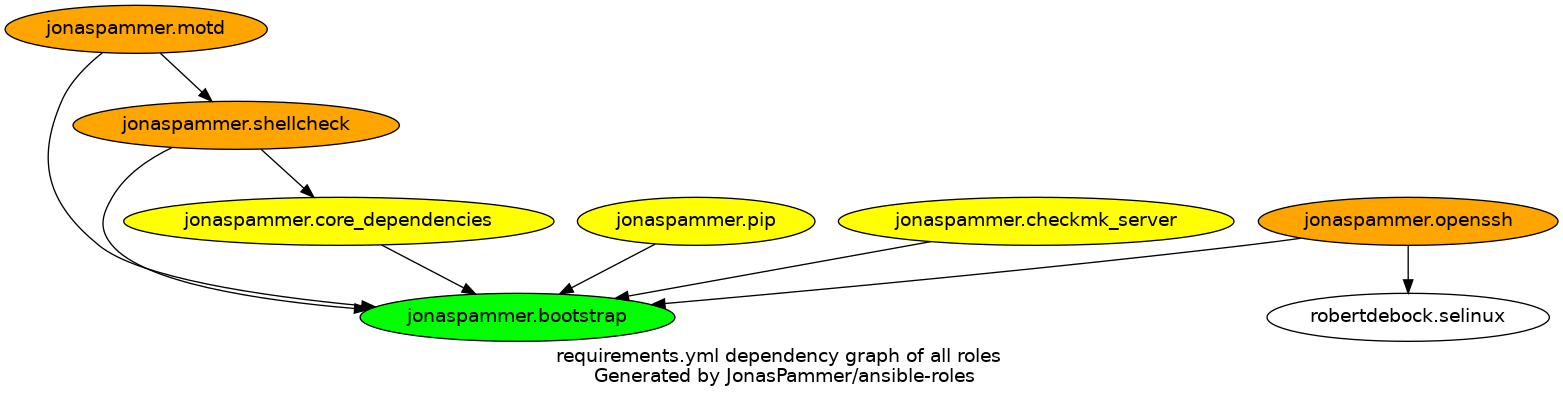 jonaspammer.motd
jonaspammer.shellcheck
jonaspammer.core_dependencies
jonaspammer.pip
jonaspammer.checkmk_server
jonaspammer.openssh
jonaspammer.bootstrap
robertdebock.selinux
requirements.yml dependency graph of all roles
Generated by JonasPammer/ansible-roles